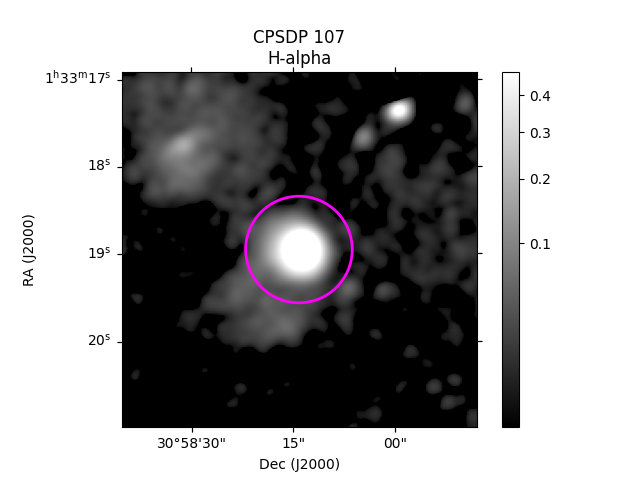 CPSDP 107
H-alpha
1ʰ33ᵐ17ˢ
18ˢ
19ˢ
20ˢ
RA (J2000)
30°58'30" 15" 00"
Dec (J2000)
0.4
0.3
0.2
0.1